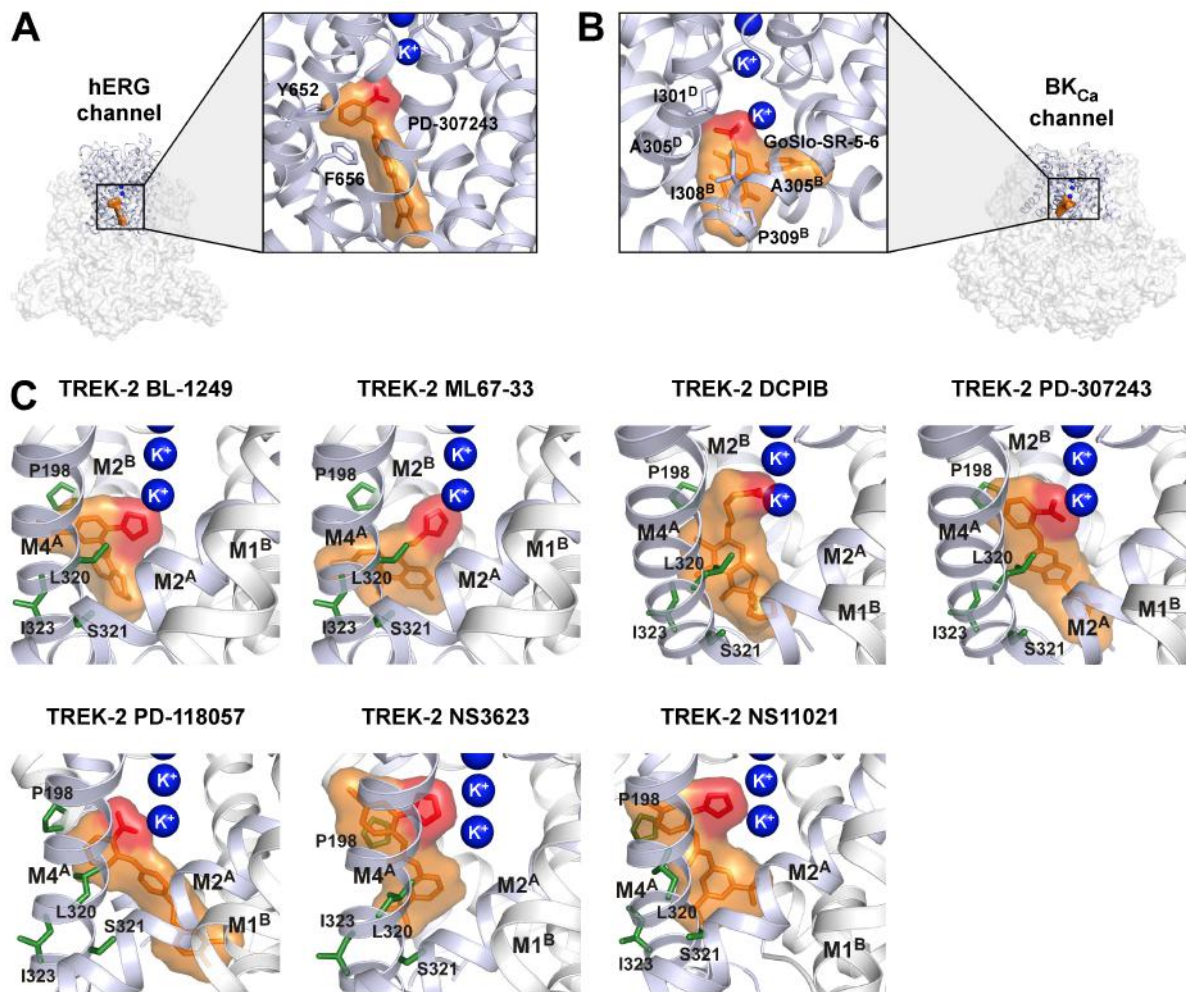 A
hERG
channel
K⁺
Y652
PD-307243
F656
B
BK_Ca
channel
K⁺
I301ᴰ
K⁺
A305ᴰ
GoSlo-SR-5-6
I308ᴮ
A305ᴮ
P309ᴮ
C
TREK-2 BL-1249
P198
M2ᴮ
K⁺
K⁺
M4ᴬ
M1ᴮ
L320
M2ᴬ
I323
S321
TREK-2 ML67-33
P198
M2ᴮ
K⁺
K⁺
M4ᴬ
M1ᴮ
L320
M2ᴬ
I323
S321
TREK-2 DCPIB
M2ᴮ
K⁺
P198
K⁺
M4ᴬ
M2ᴬ
L320
M1ᴮ
I323
S321
TREK-2 PD-307243
M2ᴮ
K⁺
P198
K⁺
M4ᴬ
L320
M1ᴮ
I323
M2ᴬ
S321
TREK-2 PD-118057
K⁺
P198
K⁺
M4ᴬ
M2ᴬ
L320
M1ᴮ
S321
I323
TREK-2 NS3623
K⁺
P198
K⁺
M4ᴬ
M2ᴬ
I323
L320
M1ᴮ
S321
TREK-2 NS11021
K⁺
P198
K⁺
M4ᴬ
M2ᴬ
L320
I323
S321
M1ᴮ